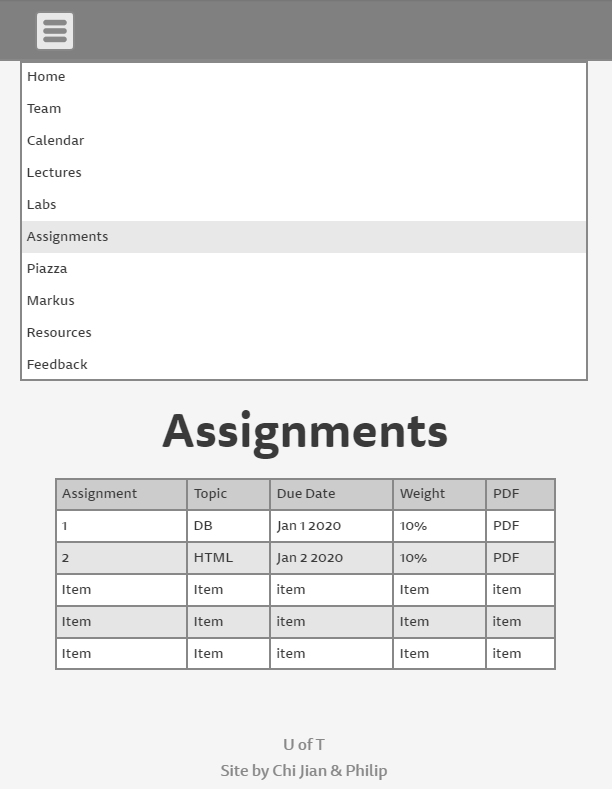 Home
Team
Calendar
Lectures
Labs
Assignments
Piazza
Markus
Resources
Feedback
Assignments
Assignment Topic Due Date Weight PDF
1 DB Jan 1 2020 10% PDF
2 HTML Jan 2 2020 10% PDF
Item Item item Item item
Item Item item Item item
Item Item item Item item
U of T
Site by Chi Jian & Philip